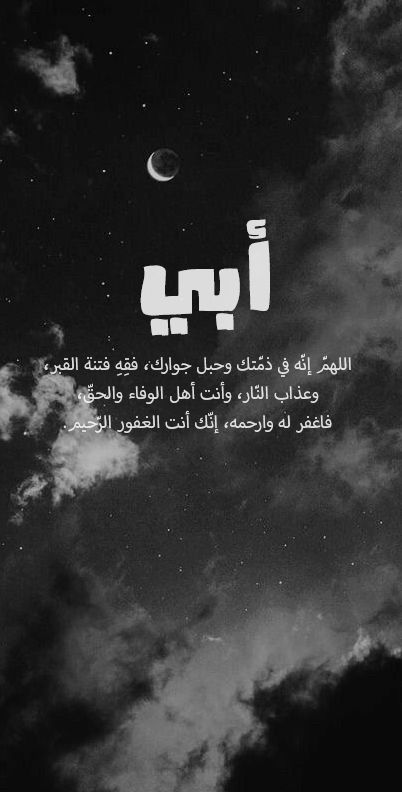 أبي
اللهمّ إنّه في ذمّتك وحبل جوارك، فقِهِ فتنة القبر،
وعذاب النّار، وأنت أهل الوفاء والحقّ،
فاغفر له وارحمه، إنّك أنت الغفور الرّحيم.